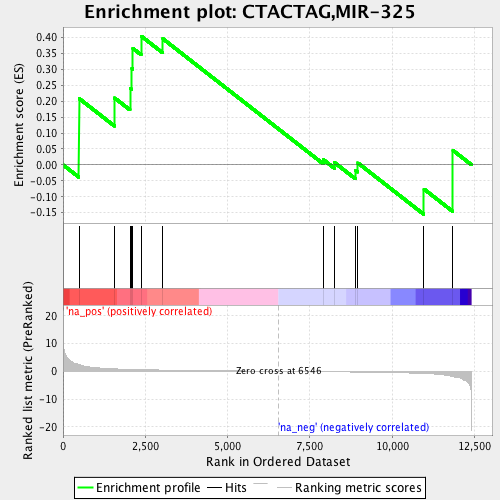 Enrichment plot: CTACTAG,MIR-325
Enrichment score (ES)
0.40
0.35
0.30
0.25
0.20
0.15
0.10
0.05
0.00
-0.05
-0.10
-0.15
'na_pos' (positively correlated)
Ranked list metric (PreRanked)
20
10
0
-10
-20
Zero cross at 6546
'na_neg' (negatively correlated)
0
2,500
5,000
7,500
10,000
12,500
Rank in Ordered Dataset
Enrichment profile
Hits
Ranking metric scores